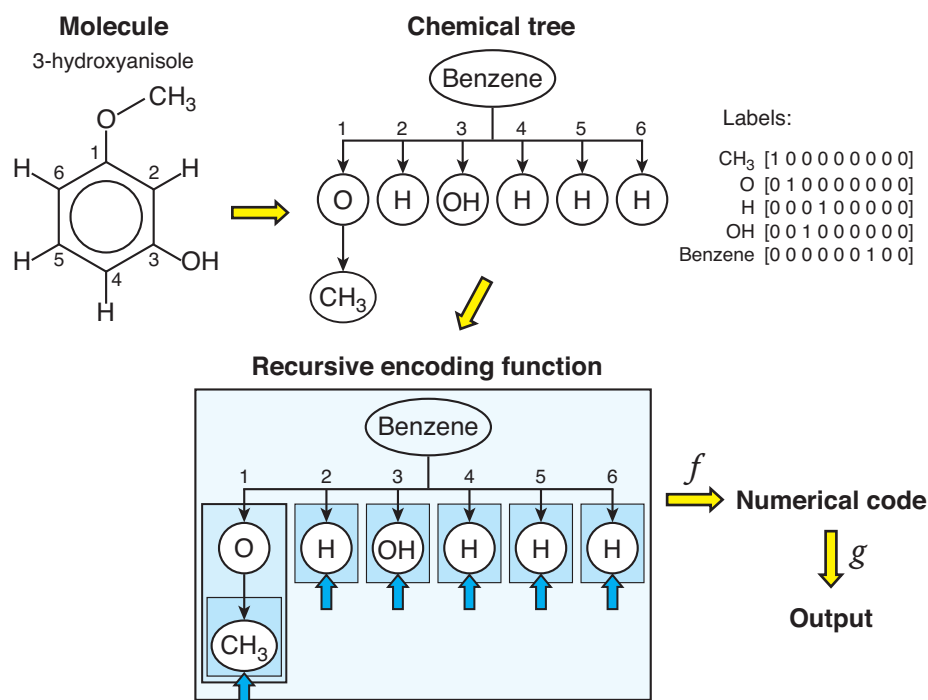 Molecule
3-hydroxyanisole
CH3
O
1
6
2
H
H
H
5
3
OH
4
H
Chemical tree
Benzene
1 2 3 4 5 6
O H OH H H H
CH3
Labels:
CH3 [1 0 0 0 0 0 0 0 0]
O [0 1 0 0 0 0 0 0 0]
H [0 0 0 1 0 0 0 0 0]
OH [0 0 1 0 0 0 0 0 0]
Benzene [0 0 0 0 0 0 1 0 0]
Recursive encoding function
Benzene
1 2 3 4 5 6
O H OH H H H
CH3
f
Numerical code
g
Output